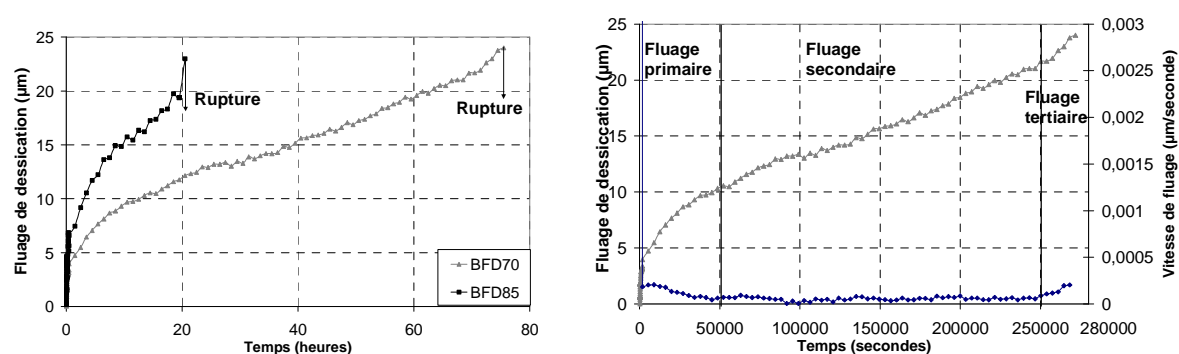 25
20
15
10
5
0
Fluage de dessication (µm)
Rupture
Rupture
BFD70
BFD85
0 20 40 60 80
Temps (heures)
25
20
15
10
5
0
Fluage de dessiccation (µm)
Fluage primaire
Fluage secondaire
Fluage tertiaire
0,003
0,0025
0,002
0,0015
0,001
0,0005
0
Vitesse de fluage (µm/seconde)
0 50000 100000 150000 200000 250000 280000
Temps (secondes)